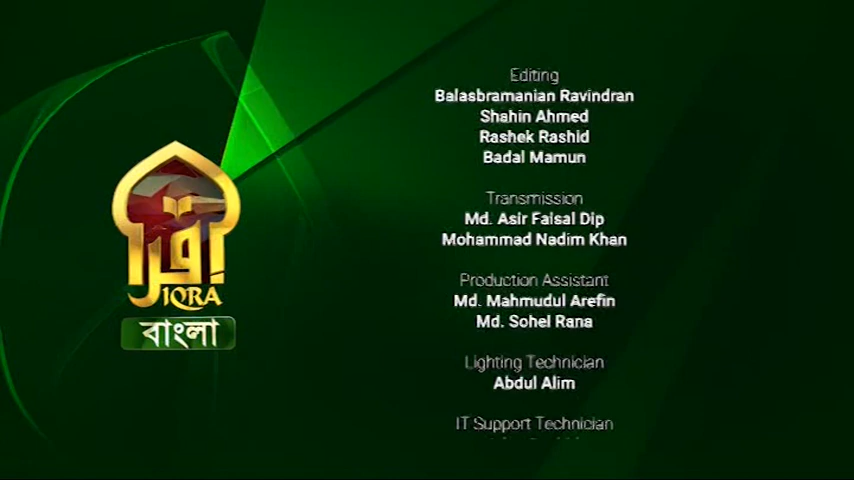 اقرأ
IQRA
বাংলা
Editing
Balasbramanian Ravindran
Shahin Ahmed
Rashek Rashid
Badal Mamun
Transmission
Md. Asir Faisal Dip
Mohammad Nadim Khan
Production Assistant
Md. Mahmudul Arefin
Md. Sohel Rana
Lighting Technician
Abdul Alim
IT Support Technician